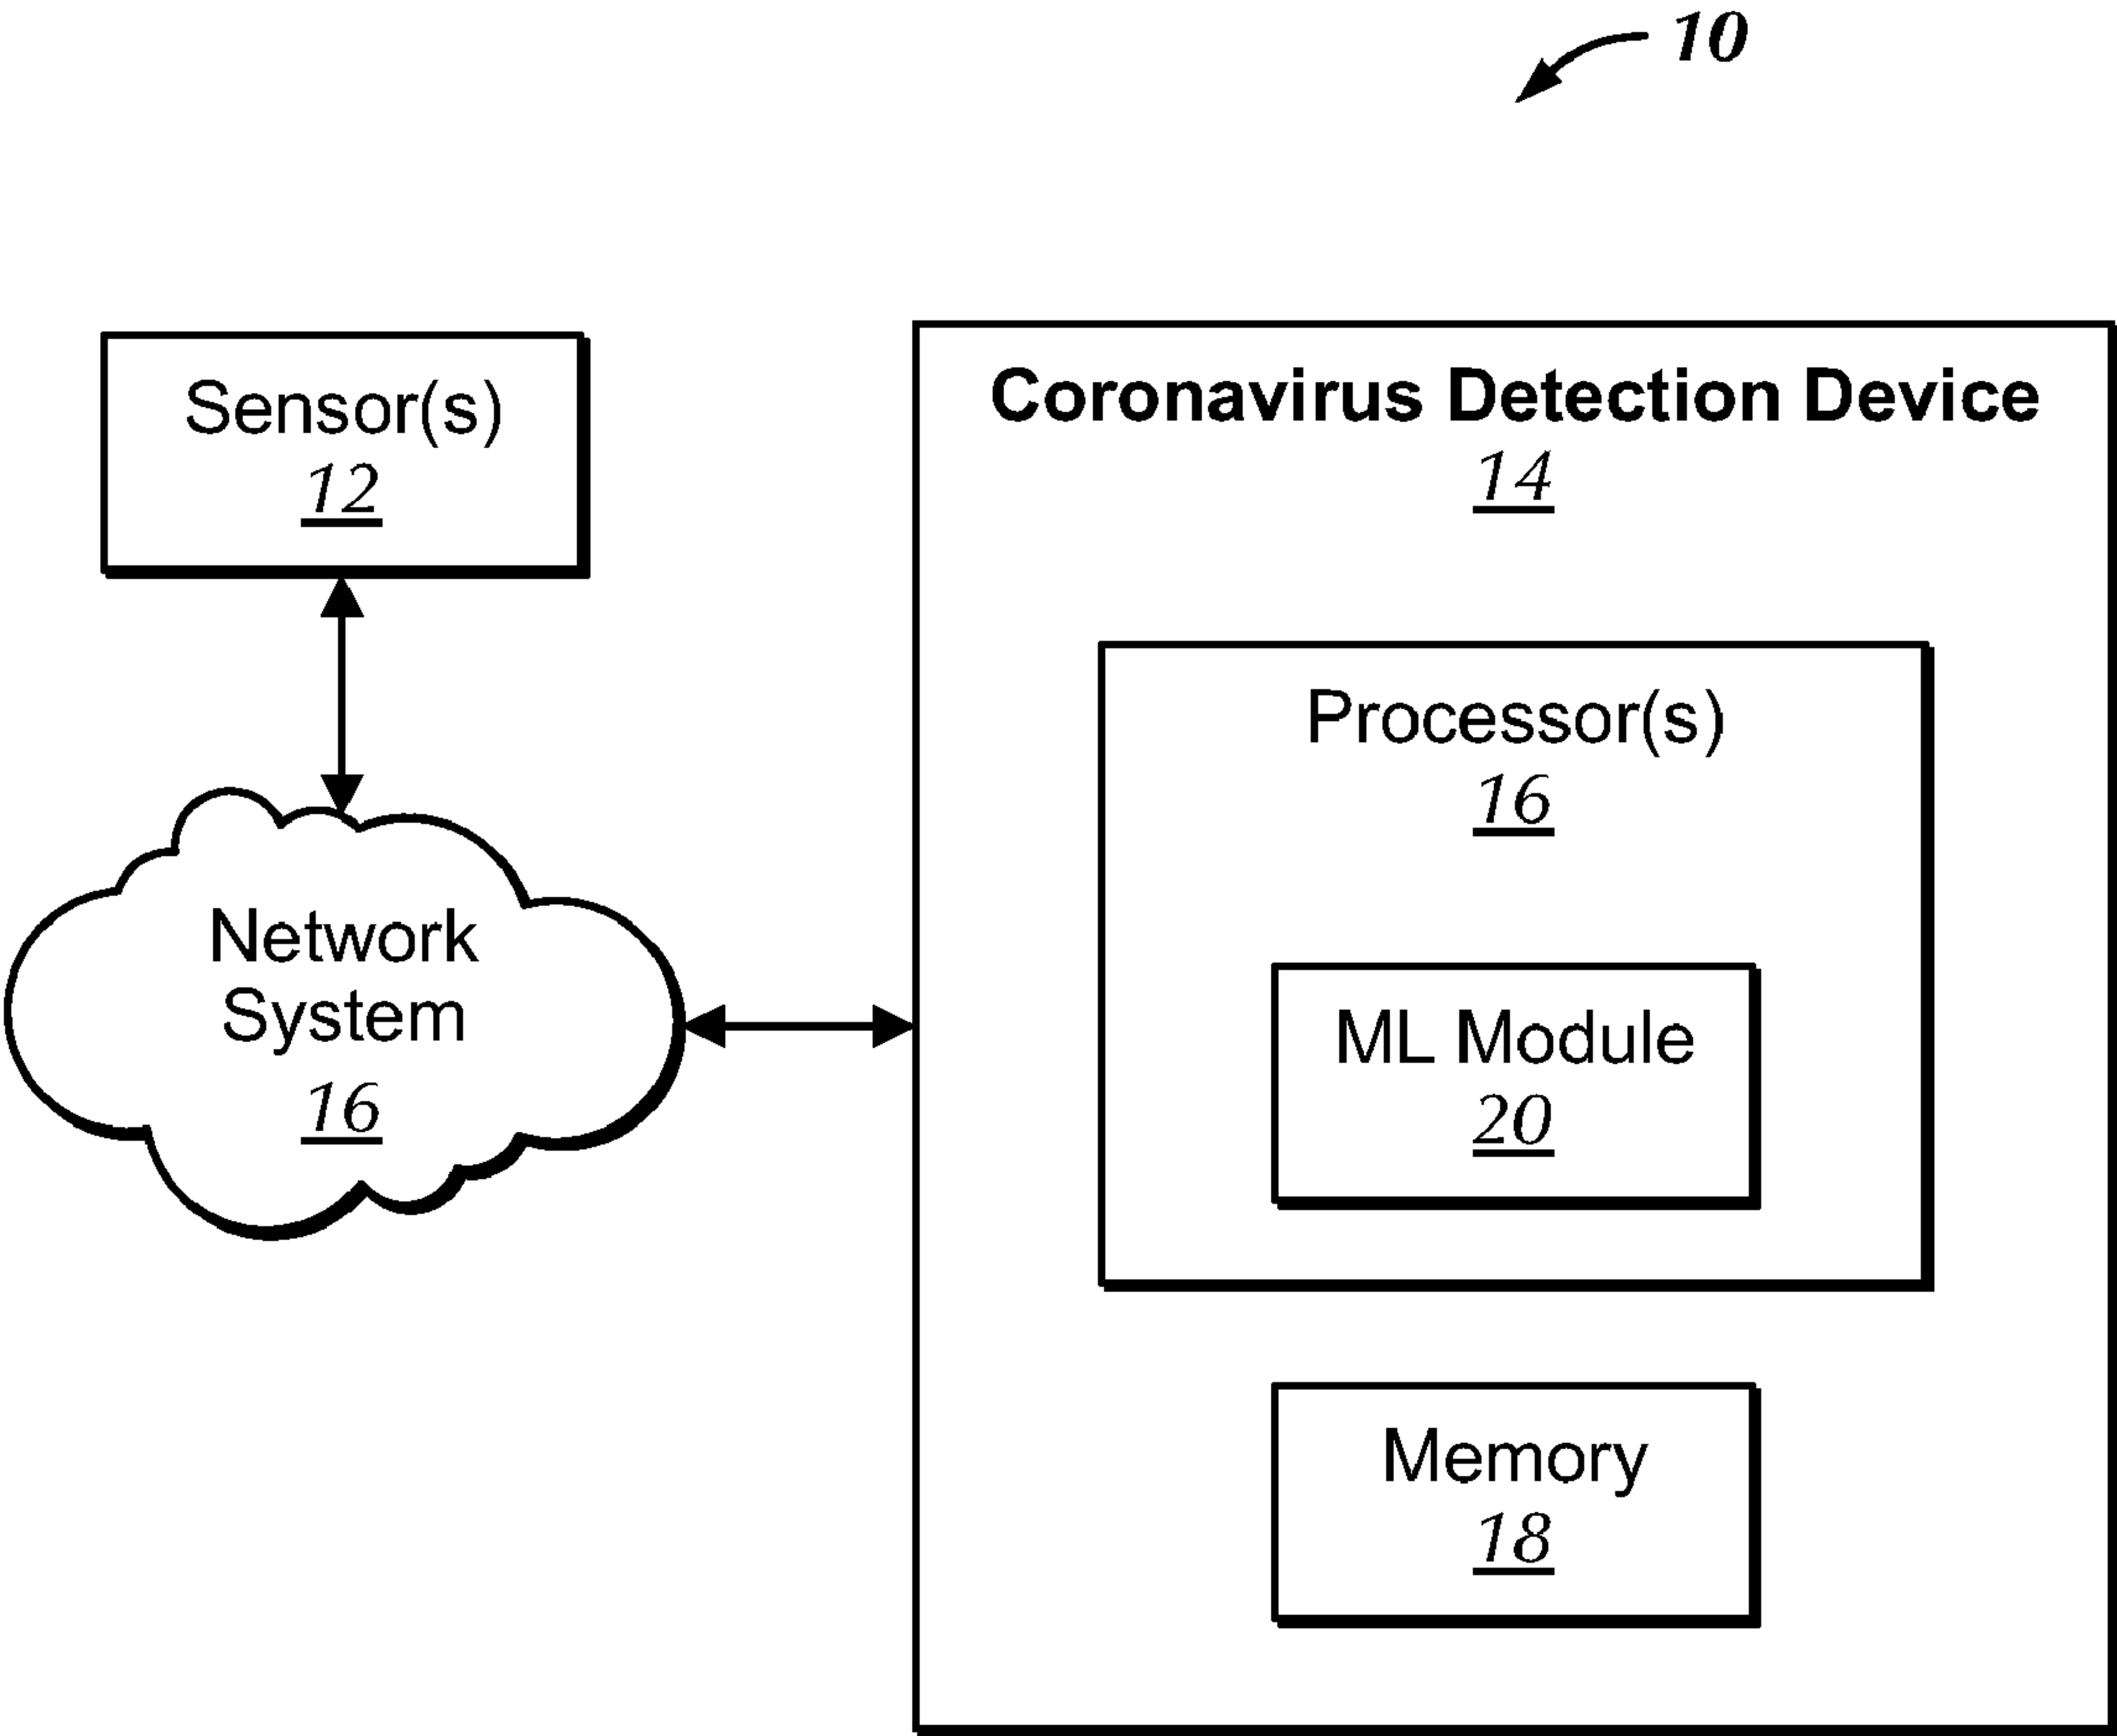 10
Sensor(s)
12
Coronavirus Detection Device
14
Processor(s)
16
Network
System
16
ML Module
20
Memory
18